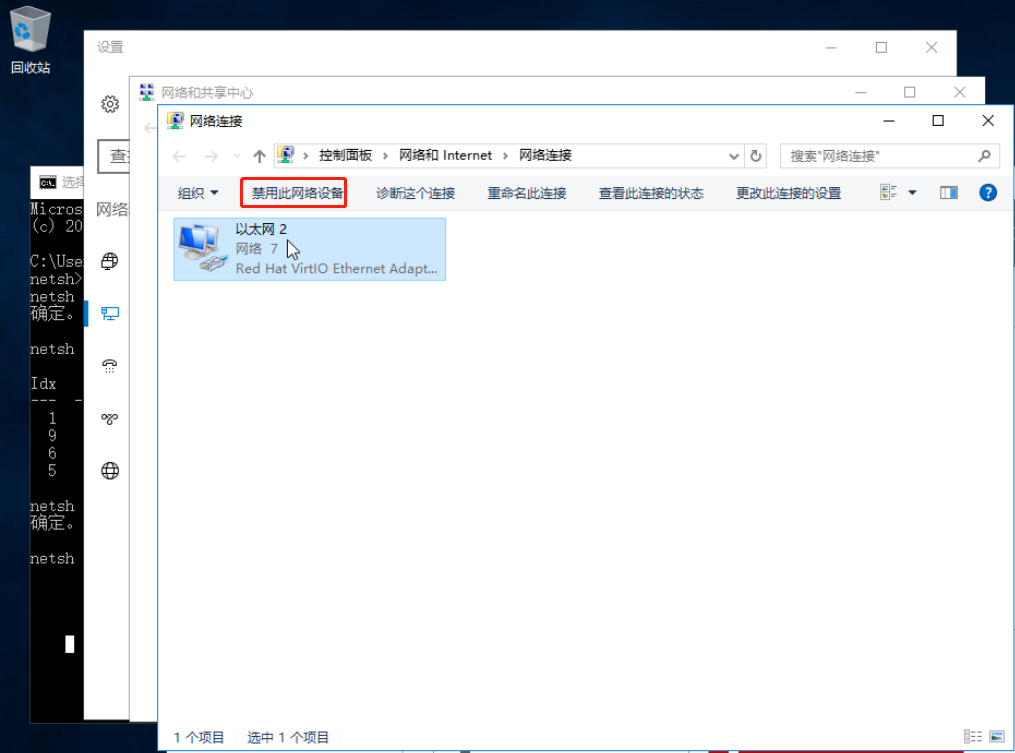 回收站
设置
网络和共享中心
网络连接
控制面板 › 网络和 Internet › 网络连接
搜索"网络连接"
组织 禁用此网络设备 诊断这个连接 重命名此连接 查看此连接的状态 更改此连接的设置
以太网 2
网络 7
Red Hat VirtIO Ethernet Adapt...
1 个项目 选中 1 个项目
查
网络
选择
Micros
(c) 20
C:\Use
netsh>
netsh
确定。
netsh
Idx
--- -
1
9
6
5
netsh
确定。
netsh